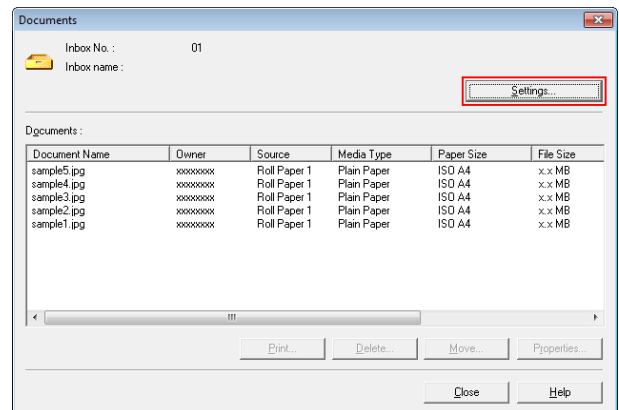 Documents
Inbox No. : 01
Inbox name :
Settings...
Documents :
Document Name Owner Source Media Type Paper Size File Size
sample5.jpg xxxxxxxx Roll Paper 1 Plain Paper ISO A4 x.x MB
sample4.jpg xxxxxxxx Roll Paper 1 Plain Paper ISO A4 x.x MB
sample3.jpg xxxxxxxx Roll Paper 1 Plain Paper ISO A4 x.x MB
sample2.jpg xxxxxxxx Roll Paper 1 Plain Paper ISO A4 x.x MB
sample1.jpg xxxxxxxx Roll Paper 1 Plain Paper ISO A4 x.x MB
Print... Delete... Move... Properties...
Close Help